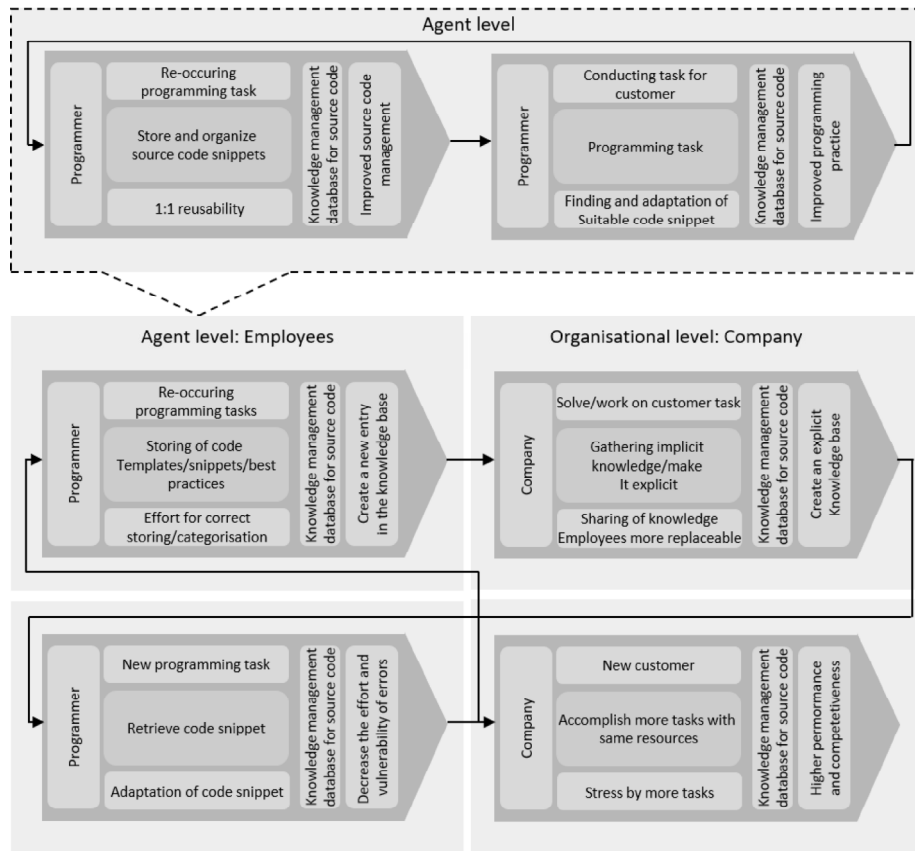 Agent level
Programmer
Re-occuring
programming task
Store and organize
source code snippets
1:1 reusability
Knowledge management
database for source code
Improved source code
management
Programmer
Conducting task for
customer
Programming task
Finding and adaptation of
Suitable code snippet
Knowledge management
database for source code
Improved programming
practice
Agent level: Employees
Programmer
Re-occuring
programming tasks
Storing of code
Templates/snippets/best
practices
Effort for correct
storing/categorisation
Knowledge management
database for source code
Create a new entry
in the knowledge base
Organisational level: Company
Company
Solve/work on customer task
Gathering implicit
knowledge/make
It explicit
Sharing of knowledge
Employees more replaceable
Knowledge management
database for source code
Create an explicit
Knowledge base
Programmer
New programming task
Retrieve code snippet
Adaptation of code snippet
Knowledge management
database for source code
Decrease the effort and
vulnerability of errors
Company
New customer
Accomplish more tasks with
same resources
Stress by more tasks
Knowledge management
database for source code
Higher permormance
and competetiveness